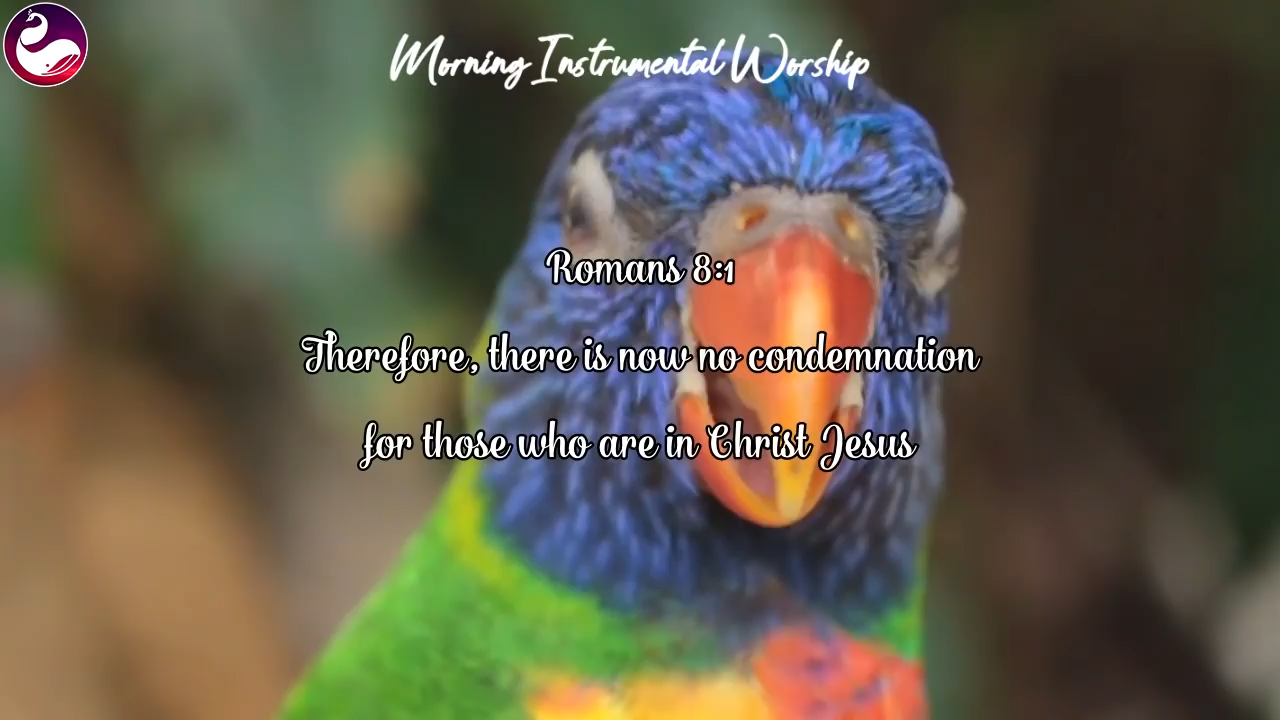 Morning Instrumental Worship
Romans 8:1
Therefore, there is now no condemnation
for those who are in Christ Jesus